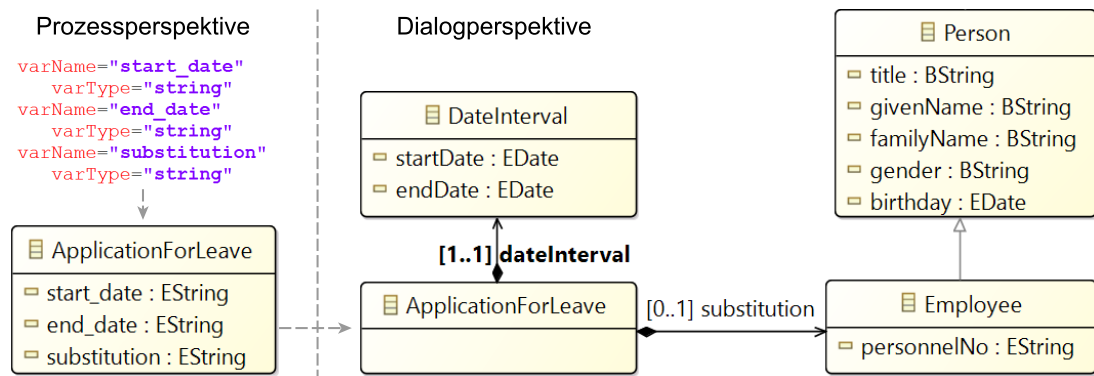 Prozessperspektive
varName="start_date"
varType="string"
varName="end_date"
varType="string"
varName="substitution"
varType="string"
ApplicationForLeave
start_date : EString
end_date : EString
substitution : EString
Dialogperspektive
DateInterval
startDate : EDate
endDate : EDate
[1..1] dateInterval
ApplicationForLeave
[0..1] substitution
Person
title : BString
givenName : BString
familyName : BString
gender : BString
birthday : EDate
Employee
personnelNo : EString